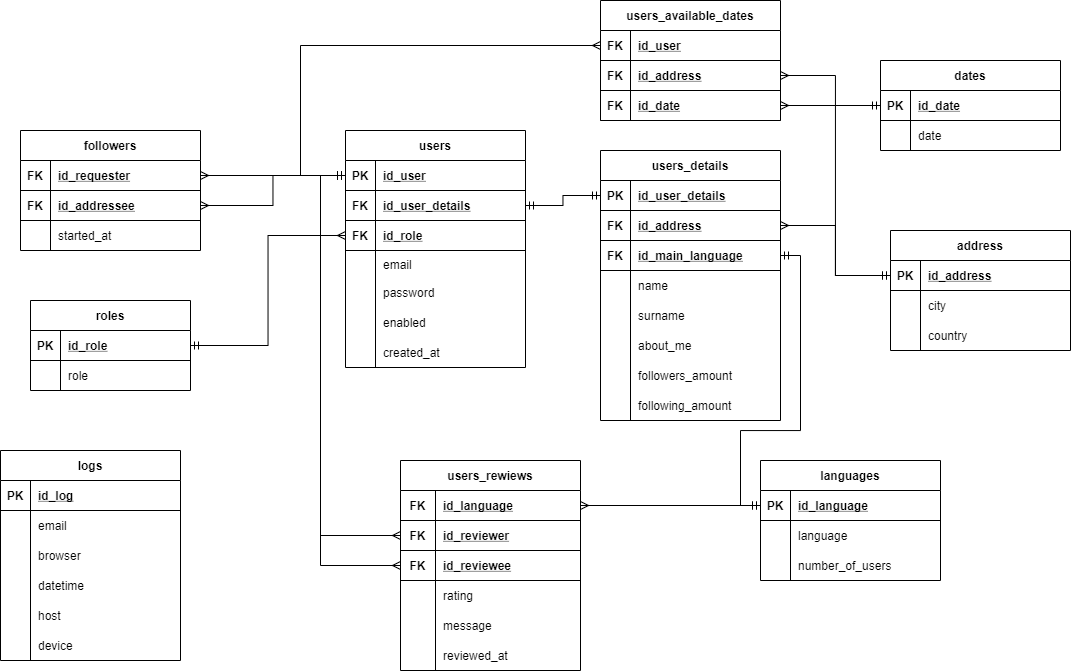 users_available_dates
FK id_user
FK id_address
FK id_date
dates
PK id_date
date
followers
FK id_requester
FK id_addressee
started_at
users
PK id_user
FK id_user_details
FK id_role
email
password
enabled
created_at
users_details
PK id_user_details
FK id_address
FK id_main_language
name
surname
about_me
followers_amount
following_amount
address
PK id_address
city
country
roles
PK id_role
role
logs
PK id_log
email
browser
datetime
host
device
users_rewiews
FK id_language
FK id_reviewer
FK id_reviewee
rating
message
reviewed_at
languages
PK id_language
language
number_of_users